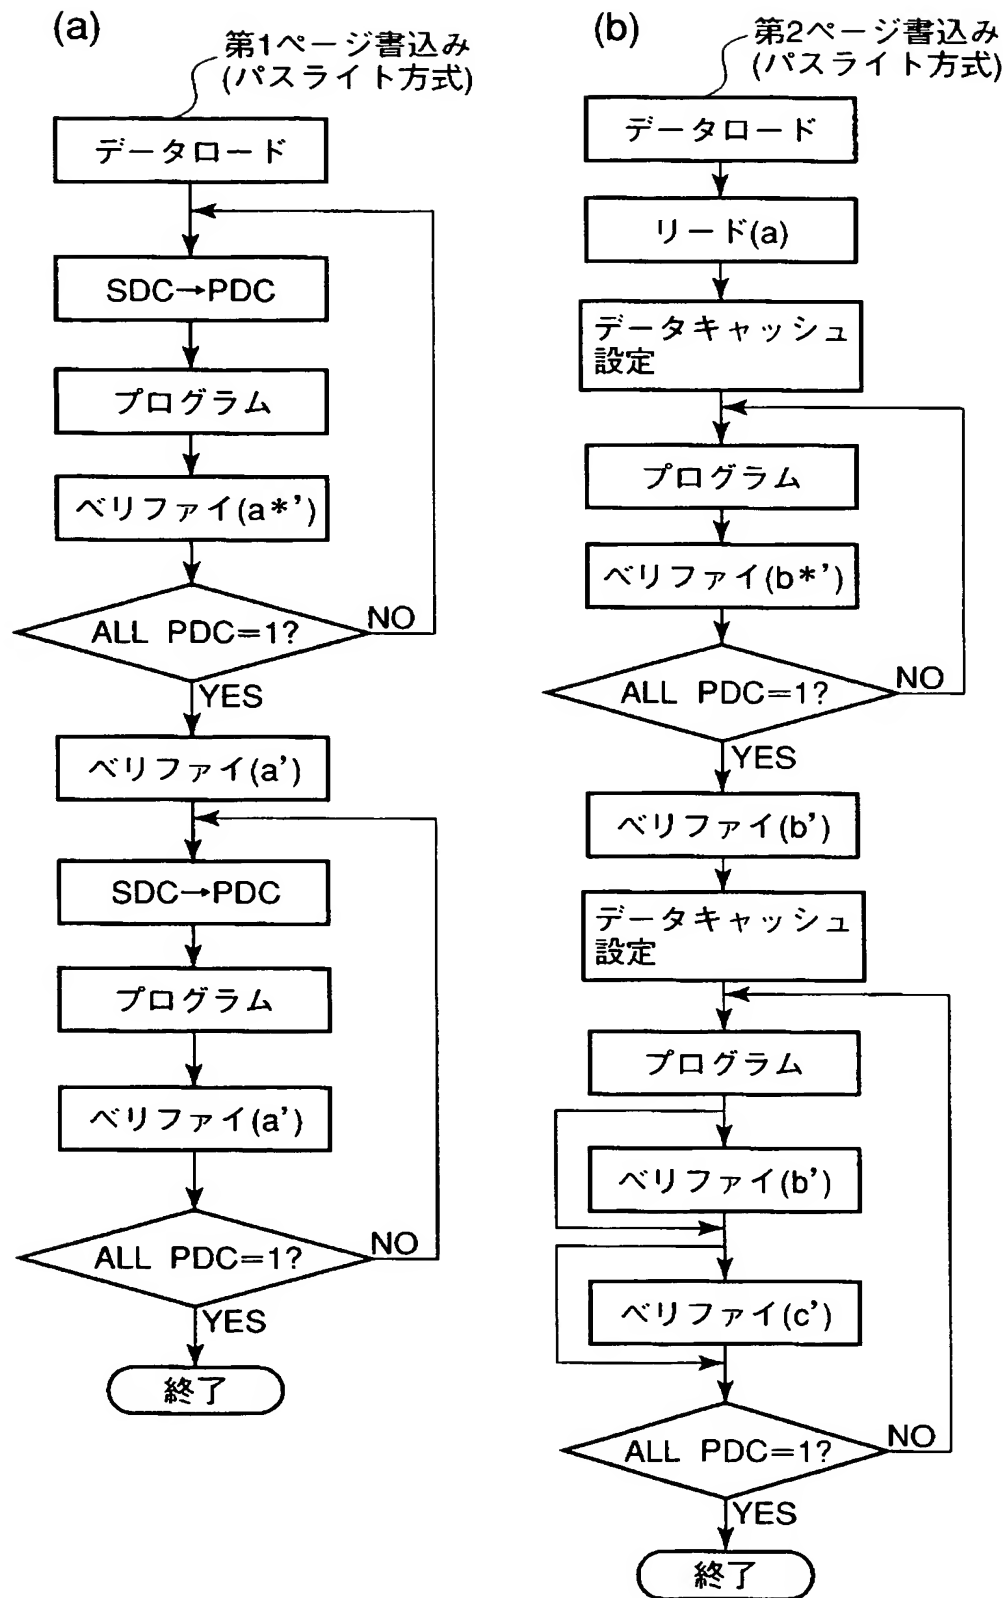 (a)
第1ページ書込み
(パスライト方式)
データロード
SDC→PDC
プログラム
ベリファイ(a*’)
ALL PDC=1?
NO
YES
ベリファイ(a’)
SDC→PDC
プログラム
ベリファイ(a’)
ALL PDC=1?
NO
YES
終了
(b)
第2ページ書込み
(パスライト方式)
データロード
リード(a)
データキャッシュ
設定
プログラム
ベリファイ(b*’)
ALL PDC=1?
NO
YES
ベリファイ(b’)
データキャッシュ
設定
プログラム
ベリファイ(b’)
ベリファイ(c’)
ALL PDC=1?
NO
YES
終了